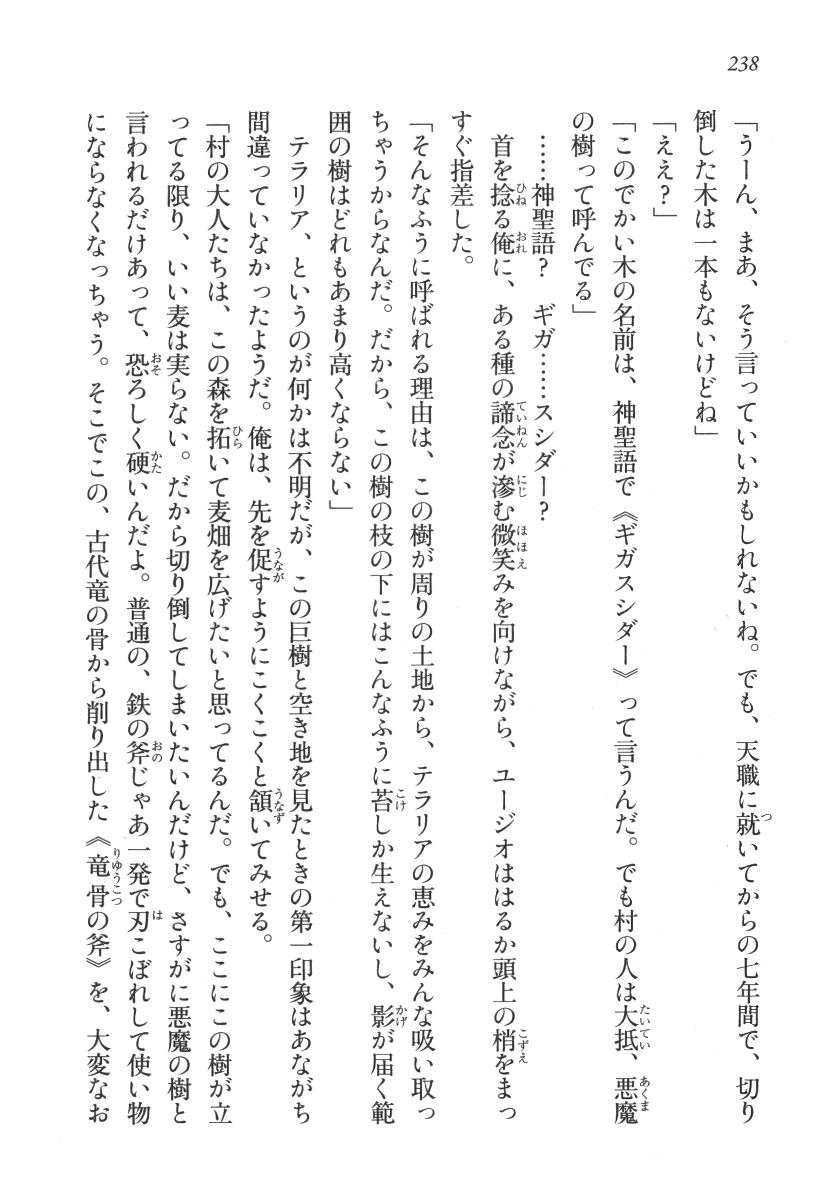 238
「うーん、まあ、そう言っていいかもしれないね。でも、天職に就いてからの七年間で、切り
倒した木は一本もないけどね」
「ええ？」
「このでかい木の名前は、神聖語で《ギガスシダー》って言うんだ。でも村の人は大抵、悪魔
の樹って呼んでる」
……神聖語？　ギガ……スシダー？
首を捻る俺に、ある種の諦念が滲む微笑みを向けながら、ユージオははるか頭上の梢をまっ
すぐ指差した。
「そんなふうに呼ばれる理由は、この樹が周りの土地から、テラリアの恵みをみんな吸い取っ
ちゃうからなんだ。だから、この樹の枝の下にはこんなふうに苔しか生えないし、影が届く範
囲の樹はどれもあまり高くならない」
テラリア、というのが何かは不明だが、この巨樹と空き地を見たときの第一印象はあながち
間違っていなかったようだ。俺は、先を促すようにこくこくと頷いてみせる。
「村の大人たちは、この森を拓いて麦畑を広げたいと思ってるんだ。でも、ここにこの樹が立
ってる限り、いい麦は実らない。だから切り倒してしまいたいんだけど、さすがに悪魔の樹と
言われるだけあって、恐ろしく硬いんだよ。普通の、鉄の斧じゃあ一発で刃こぼれして使い物
にならなくなっちゃう。そこでこの、古代竜の骨から削り出した《竜骨の斧》を、大変なお